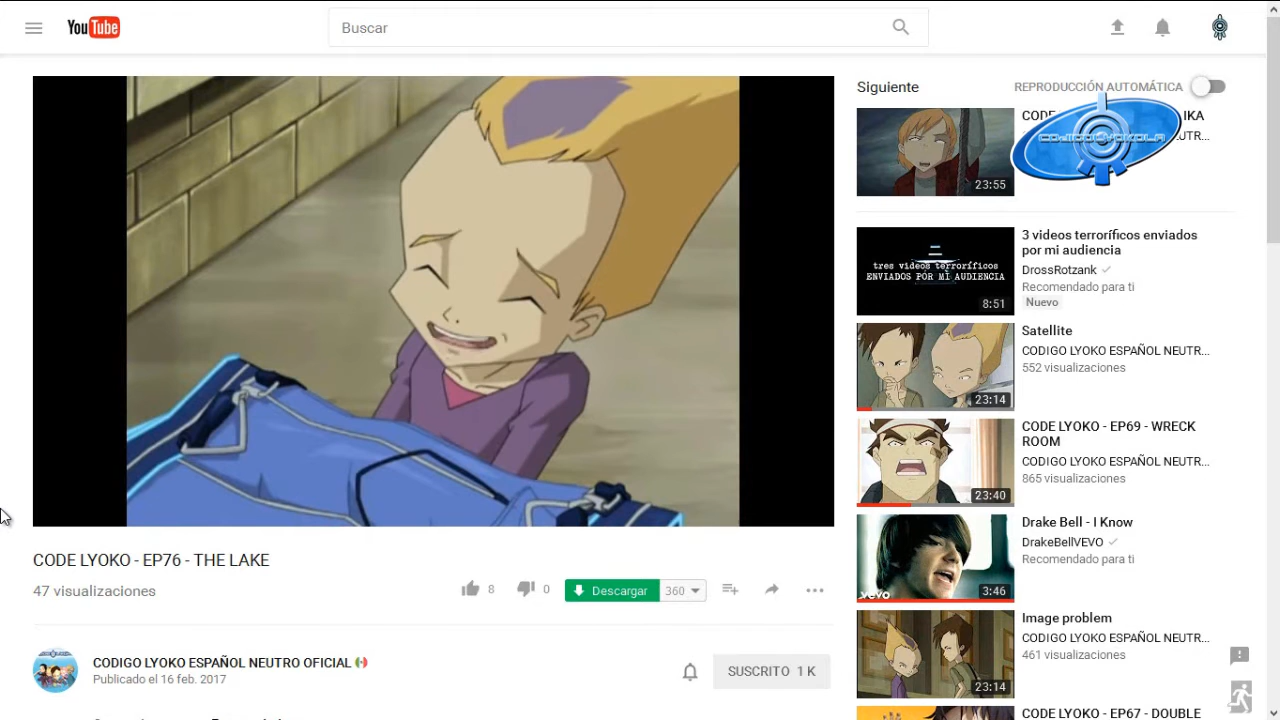 YouTube
Buscar
Siguiente
REPRODUCCIÓN AUTOMÁTICA
CODE
IKA
23:55
3 videos terroríficos enviados
por mi audiencia
DrossRotzank
Recomendado para ti
Nuevo
tres videos terroríficos
ENVIADOS POR MI AUDIENCIA
8:51
Satellite
CODIGO LYOKO ESPAÑOL NEUTR...
552 visualizaciones
23:14
CODE LYOKO - EP69 - WRECK
ROOM
CODIGO LYOKO ESPAÑOL NEUTR...
865 visualizaciones
23:40
Drake Bell - I Know
DrakeBellVEVO
Recomendado para ti
vevo
3:46
Image problem
CODIGO LYOKO ESPAÑOL NEUTR...
461 visualizaciones
23:14
CODE LYOKO - EP67 - DOUBLE
CODE LYOKO - EP76 - THE LAKE
47 visualizaciones
8
0
Descargar
360
CODIGO LYOKO ESPAÑOL NEUTRO OFICIAL
Publicado el 16 feb. 2017
SUSCRITO 1 K